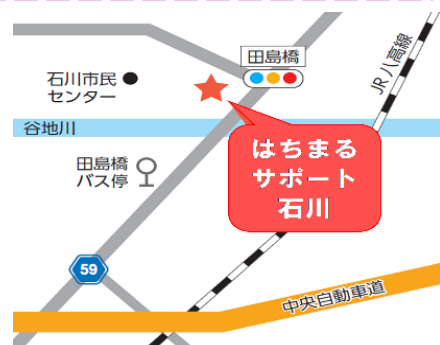 田島橋
JR 八高線
石川市民
センター
谷地川
はちまる
サポート
石川
田島橋
バス停
59
中央自動車道